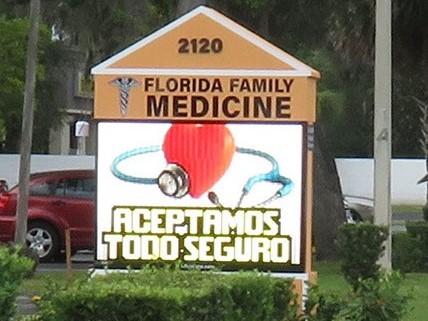 2120
FLORIDA FAMILY
MEDICINE
ACEPTAMOS
TODO SEGURO